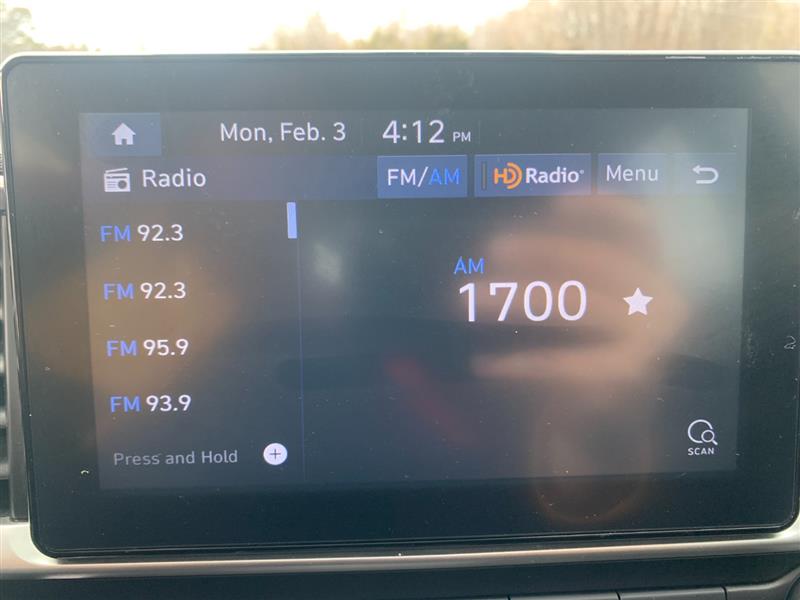 Mon, Feb. 3 4:12 PM
Radio FM/AM HD Radio® Menu
FM 92.3
FM 92.3
FM 95.9
FM 93.9
Press and Hold
AM
1700
SCAN